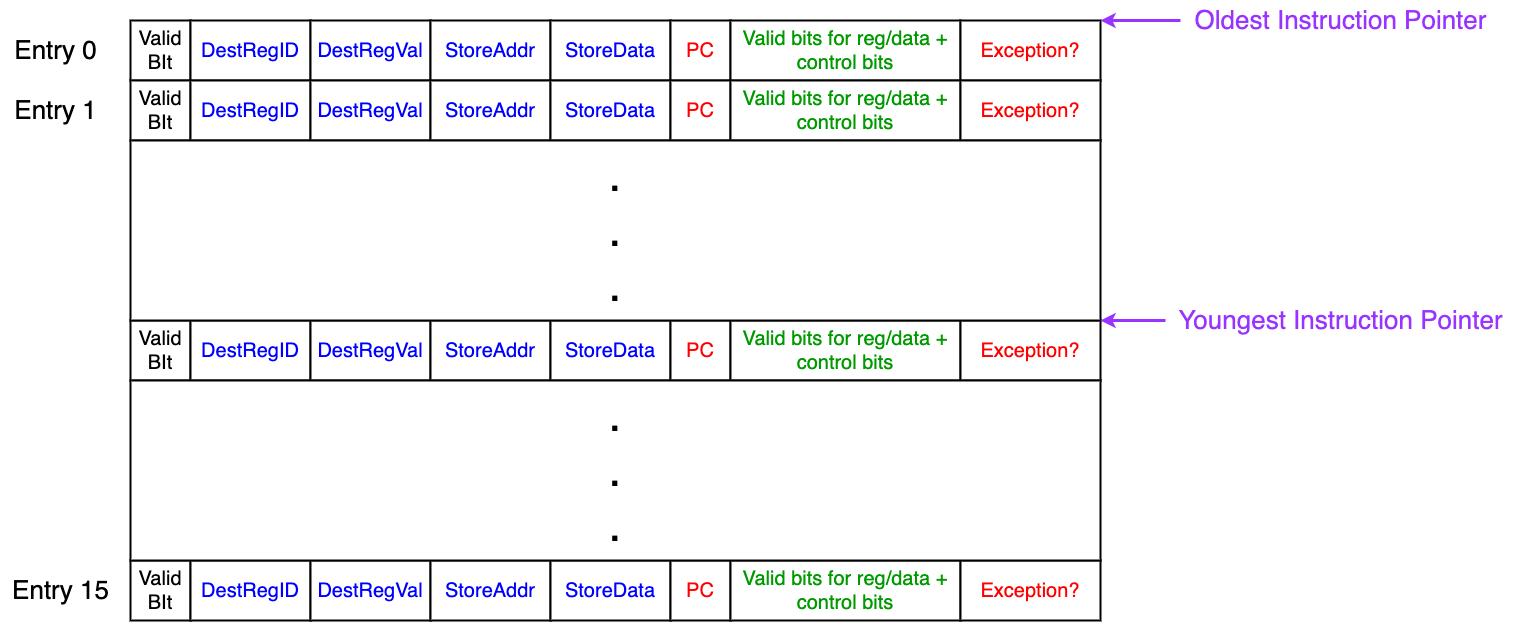 Oldest Instruction Pointer
Entry 0
Valid
BIt
DestRegID
DestRegVal
StoreAddr
StoreData
PC
Valid bits for reg/data +
control bits
Exception?
Entry 1
Valid
BIt
DestRegID
DestRegVal
StoreAddr
StoreData
PC
Valid bits for reg/data +
control bits
Exception?
.
.
.
Youngest Instruction Pointer
Valid
BIt
DestRegID
DestRegVal
StoreAddr
StoreData
PC
Valid bits for reg/data +
control bits
Exception?
.
.
.
Entry 15
Valid
BIt
DestRegID
DestRegVal
StoreAddr
StoreData
PC
Valid bits for reg/data +
control bits
Exception?